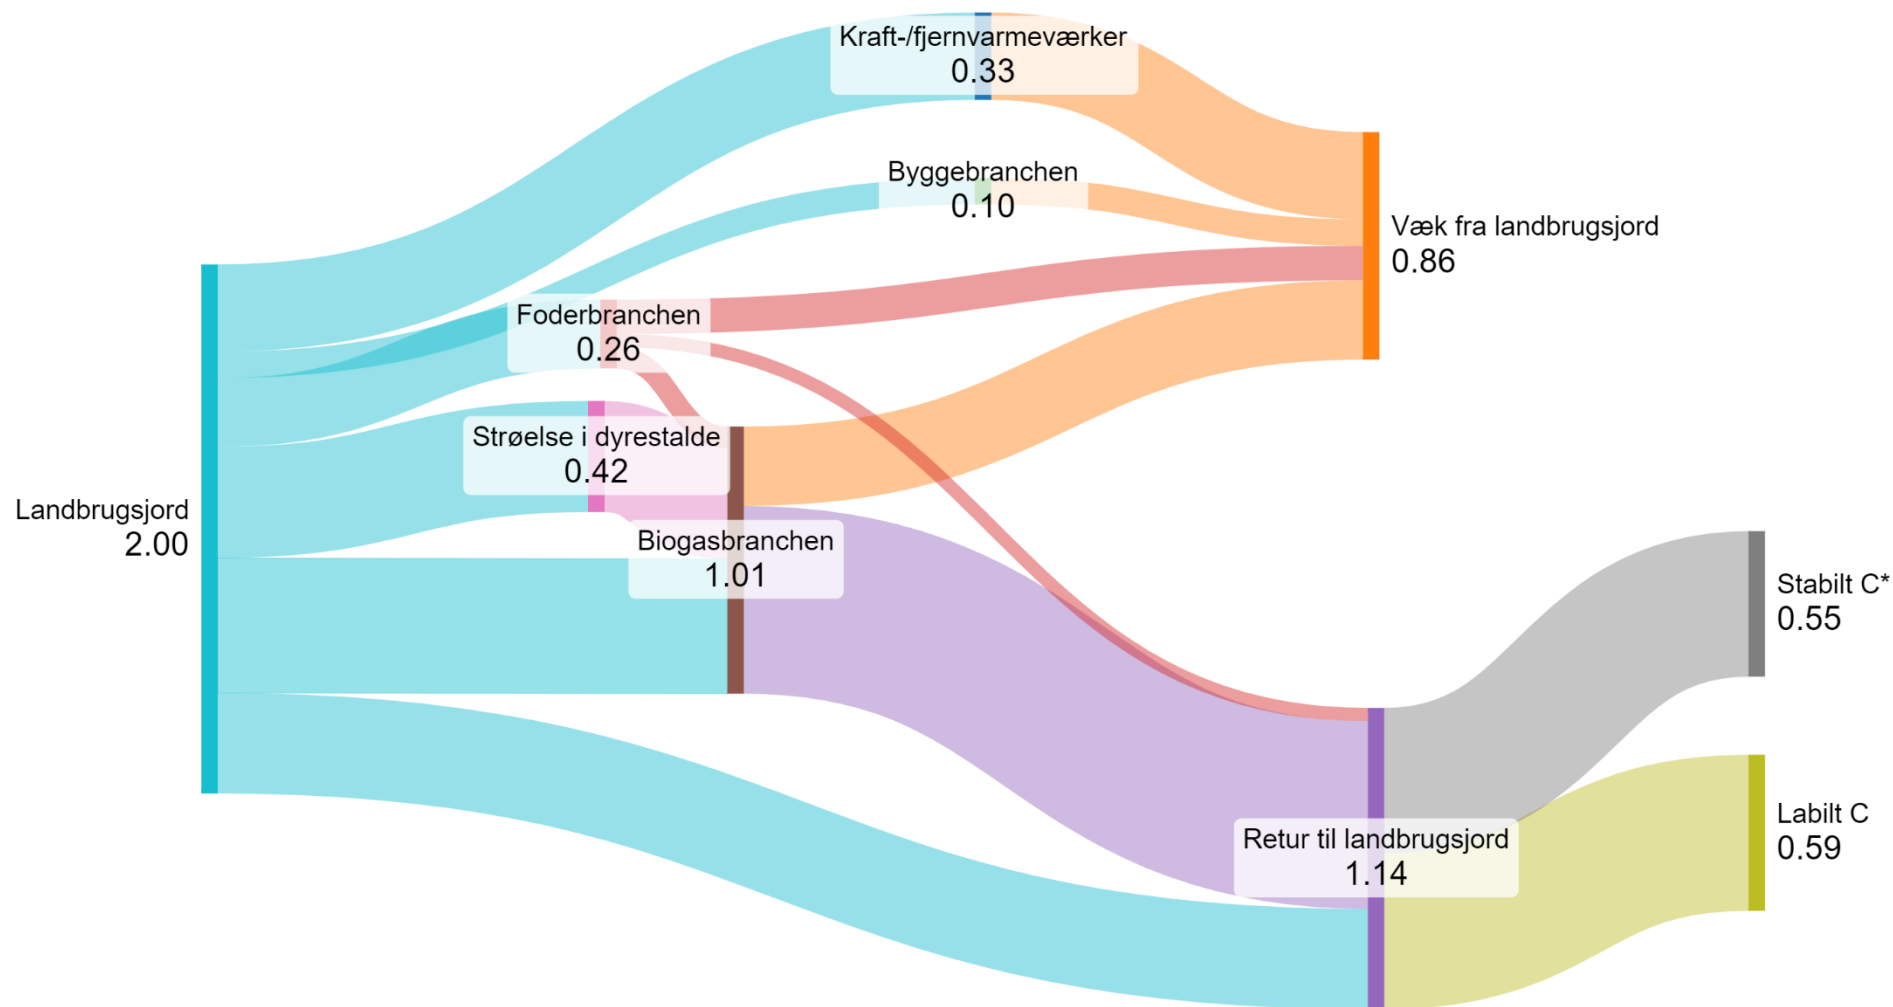 Kraft-/fjernvarmeværker
0.33
Byggebranchen
0.10
Væk fra landbrugsjord
0.86
Foderbranchen
0.26
Strøelse i dyrestalde
0.42
Landbrugsjord
2.00
Biogasbranchen
1.01
Stabilt C*
0.55
Labilt C
0.59
Retur til landbrugsjord
1.14